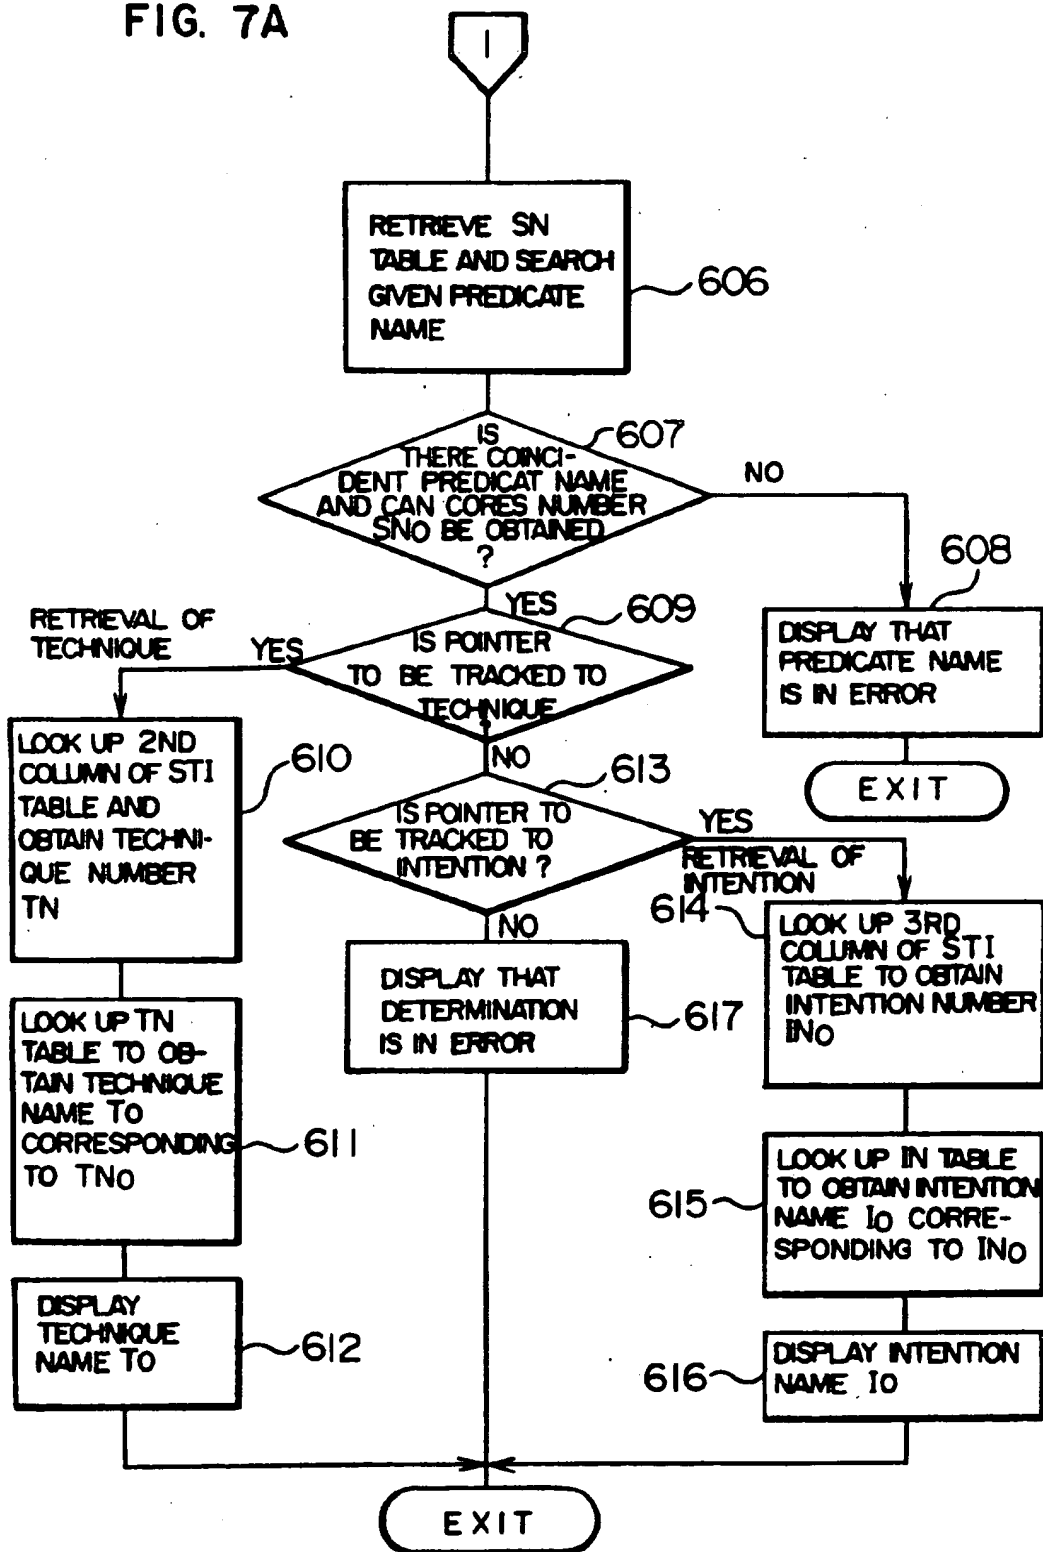 FIG. 7A
I
RETRIEVE SN
TABLE AND SEARCH
GIVEN PREDICATE
NAME
606
IS
THERE COINCI-
DENT PREDICAT NAME
AND CAN CORES NUMBER
SNO BE OBTAINED
?
607
NO
608
DISPLAY THAT
PREDICATE NAME
IS IN ERROR
EXIT
YES
609
IS POINTER
TO BE TRACKED TO
TECHNIQUE
?
RETRIEVAL OF
TECHNIQUE
YES
LOOK UP 2ND
COLUMN OF STI
TABLE AND
OBTAIN TECHNI-
QUE NUMBER
TN
610
NO
613
IS POINTER TO
BE TRACKED TO
INTENTION ?
YES
RETRIEVAL OF
INTENTION
614
LOOK UP 3RD
COLUMN OF STI
TABLE TO OBTAIN
INTENTION NUMBER
INO
NO
DISPLAY THAT
DETERMINATION
IS IN ERROR
617
LOOK UP TN
TABLE TO OB-
TAIN TECHNIQUE
NAME TO
CORRESPONDING
TO TNO
611
615
LOOK UP IN TABLE
TO OBTAIN INTENTION
NAME IO CORRE-
SPONDING TO INO
DISPLAY
TECHNIQUE
NAME TO
612
616
DISPLAY INTENTION
NAME IO
EXIT